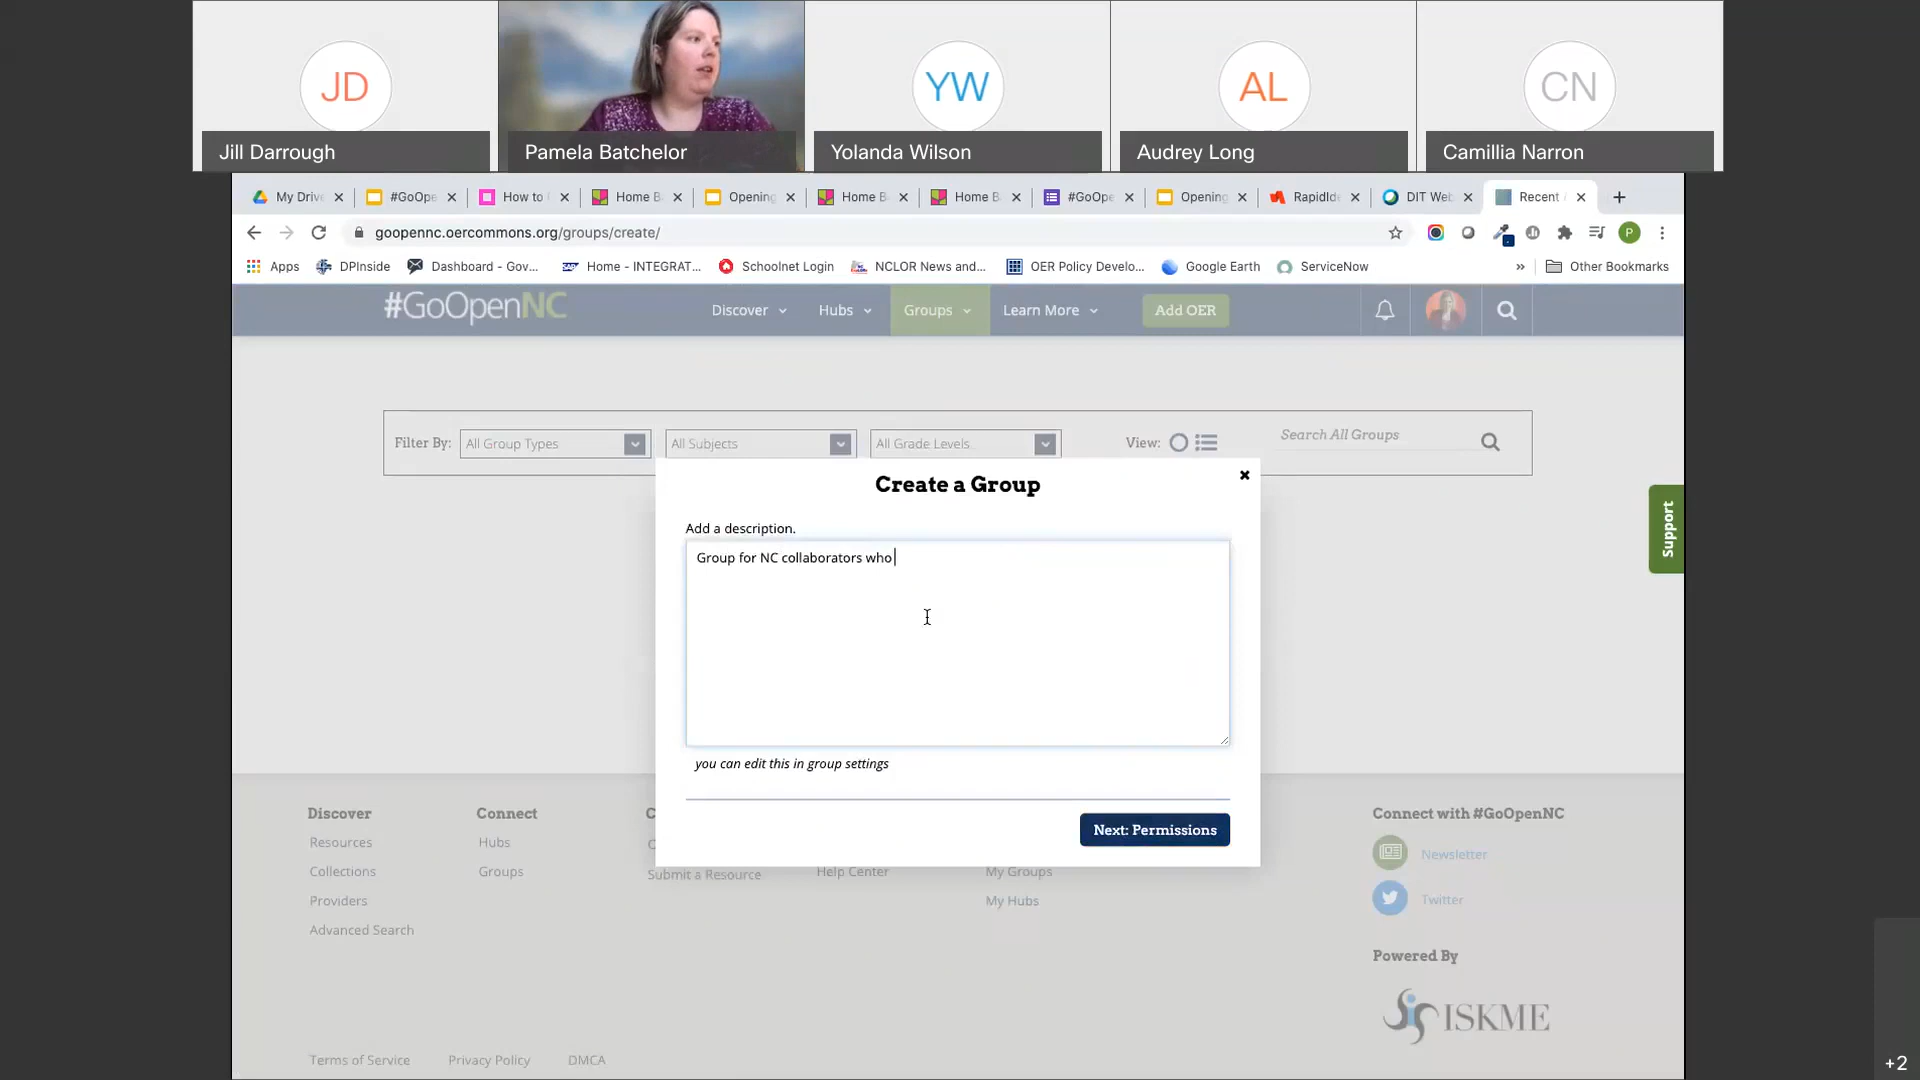 JD
YW
AL
CN
Jill Darrough
Pamela Batchelor
Yolanda Wilson
Audrey Long
Camillia Narron
My Drive
#GoOpe
How to
Home B
Opening
Home B
Home B
#GoOpe
Opening
RapidIde
DIT Web
Recent A
goopennc.oercommons.org/groups/create/
P
Apps
DPInside
Dashboard - Gov...
Home - INTEGRAT...
Schoolnet Login
NCLOR News and...
OER Policy Develo...
Google Earth
ServiceNow
»
Other Bookmarks
#GoOpenNC
Discover
Hubs
Groups
Learn More
Add OER
Filter By:
All Group Types
All Subjects
All Grade Levels
View:
Search All Groups
Support
Create a Group
Add a description.
Group for NC collaborators who
you can edit this in group settings
Next: Permissions
Discover
Resources
Collections
Providers
Advanced Search
Connect
Hubs
Groups
C
Submit a Resource
Help Center
My Groups
My Hubs
Connect with #GoOpenNC
Newsletter
Twitter
Powered By
ISKME
Terms of Service
Privacy Policy
DMCA
+2